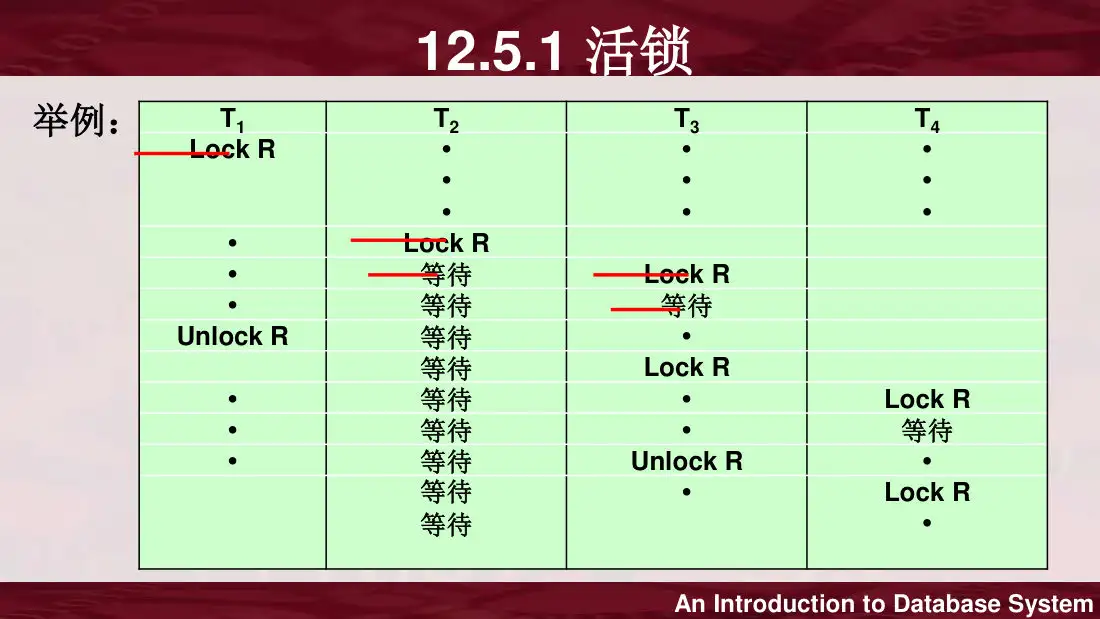 12.5.1 活锁
举例：
T1 T2 T3 T4
Lock R • • •
• • •
• • •
• Lock R
• 等待 Lock R
• 等待 等待
Unlock R 等待 •
等待 Lock R
• 等待 • Lock R
• 等待 • 等待
• 等待 Unlock R •
等待 • Lock R
等待 •
An Introduction to Database System